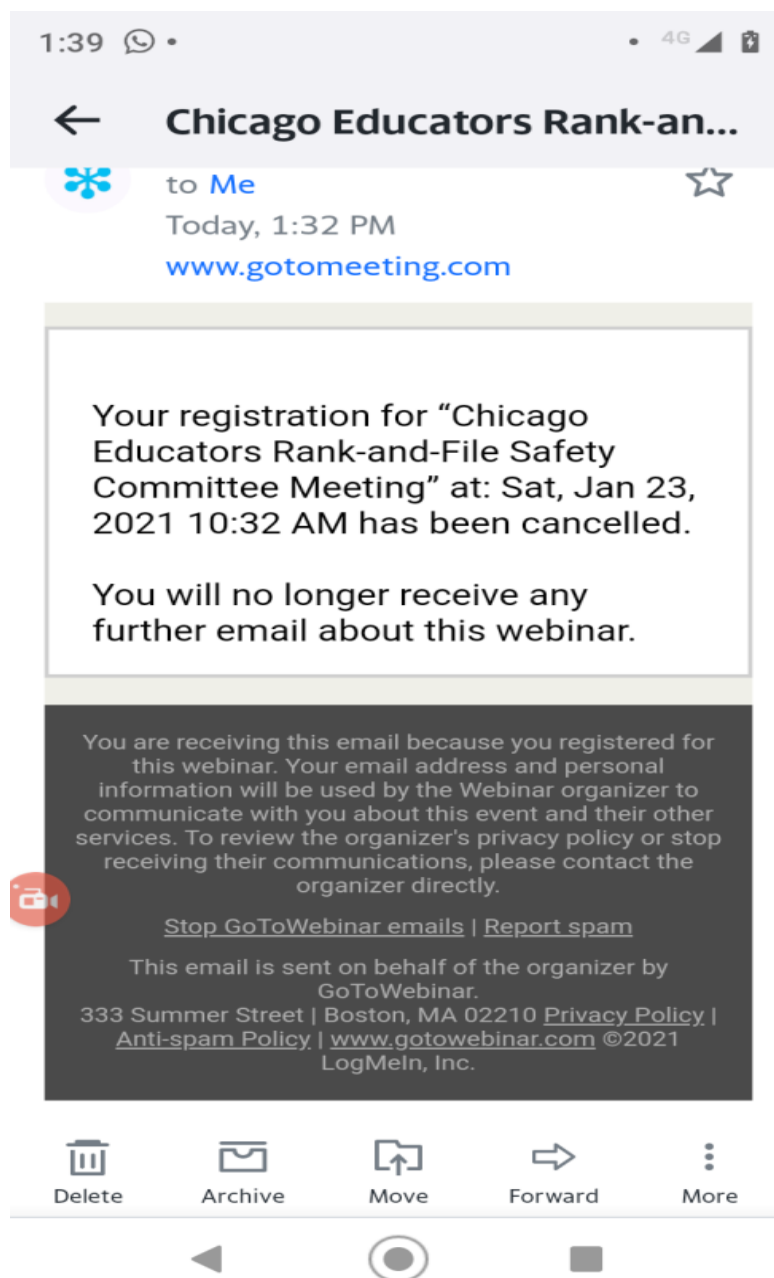 1:39
4G
Chicago Educators Rank-an...
to Me
Today, 1:32 PM
www.gotomeeting.com
Your registration for “Chicago
Educators Rank-and-File Safety
Committee Meeting” at: Sat, Jan 23,
2021 10:32 AM has been cancelled.
You will no longer receive any
further email about this webinar.
You are receiving this email because you registered for
this webinar. Your email address and personal
information will be used by the Webinar organizer to
communicate with you about this event and their other
services. To review the organizer's privacy policy or stop
receiving their communications, please contact the
organizer directly.
Stop GoToWebinar emails | Report spam
This email is sent on behalf of the organizer by
GoToWebinar.
333 Summer Street | Boston, MA 02210 Privacy Policy |
Anti-spam Policy | www.gotowebinar.com ©2021
LogMeIn, Inc.
Delete Archive Move Forward More